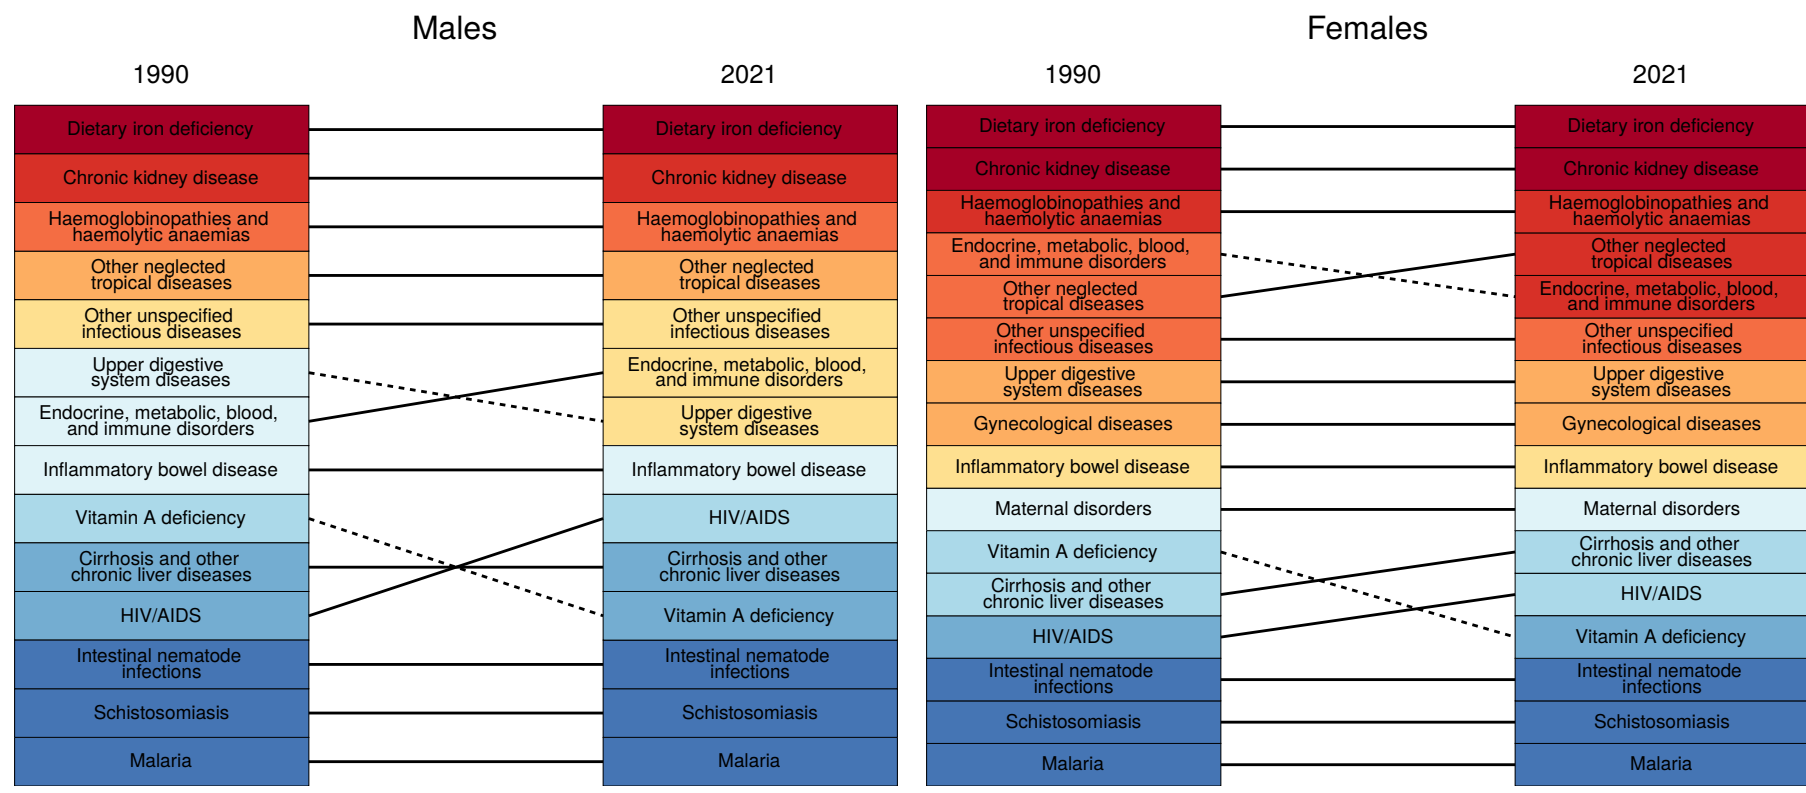 Males
1990
2021
Dietary iron deficiency
Chronic kidney disease
Haemoglobinopathies and
haemolytic anaemias
Other neglected
tropical diseases
Other unspecified
infectious diseases
Upper digestive
system diseases
Endocrine, metabolic, blood,
and immune disorders
Inflammatory bowel disease
Vitamin A deficiency
Cirrhosis and other
chronic liver diseases
HIV/AIDS
Intestinal nematode
infections
Schistosomiasis
Malaria
Dietary iron deficiency
Chronic kidney disease
Haemoglobinopathies and
haemolytic anaemias
Other neglected
tropical diseases
Other unspecified
infectious diseases
Endocrine, metabolic, blood,
and immune disorders
Upper digestive
system diseases
Inflammatory bowel disease
HIV/AIDS
Cirrhosis and other
chronic liver diseases
Vitamin A deficiency
Intestinal nematode
infections
Schistosomiasis
Malaria
Females
1990
2021
Dietary iron deficiency
Chronic kidney disease
Haemoglobinopathies and
haemolytic anaemias
Endocrine, metabolic, blood,
and immune disorders
Other neglected
tropical diseases
Other unspecified
infectious diseases
Upper digestive
system diseases
Gynecological diseases
Inflammatory bowel disease
Maternal disorders
Vitamin A deficiency
Cirrhosis and other
chronic liver diseases
HIV/AIDS
Intestinal nematode
infections
Schistosomiasis
Malaria
Dietary iron deficiency
Chronic kidney disease
Haemoglobinopathies and
haemolytic anaemias
Other neglected
tropical diseases
Endocrine, metabolic, blood,
and immune disorders
Other unspecified
infectious diseases
Upper digestive
system diseases
Gynecological diseases
Inflammatory bowel disease
Maternal disorders
Cirrhosis and other
chronic liver diseases
HIV/AIDS
Vitamin A deficiency
Intestinal nematode
infections
Schistosomiasis
Malaria